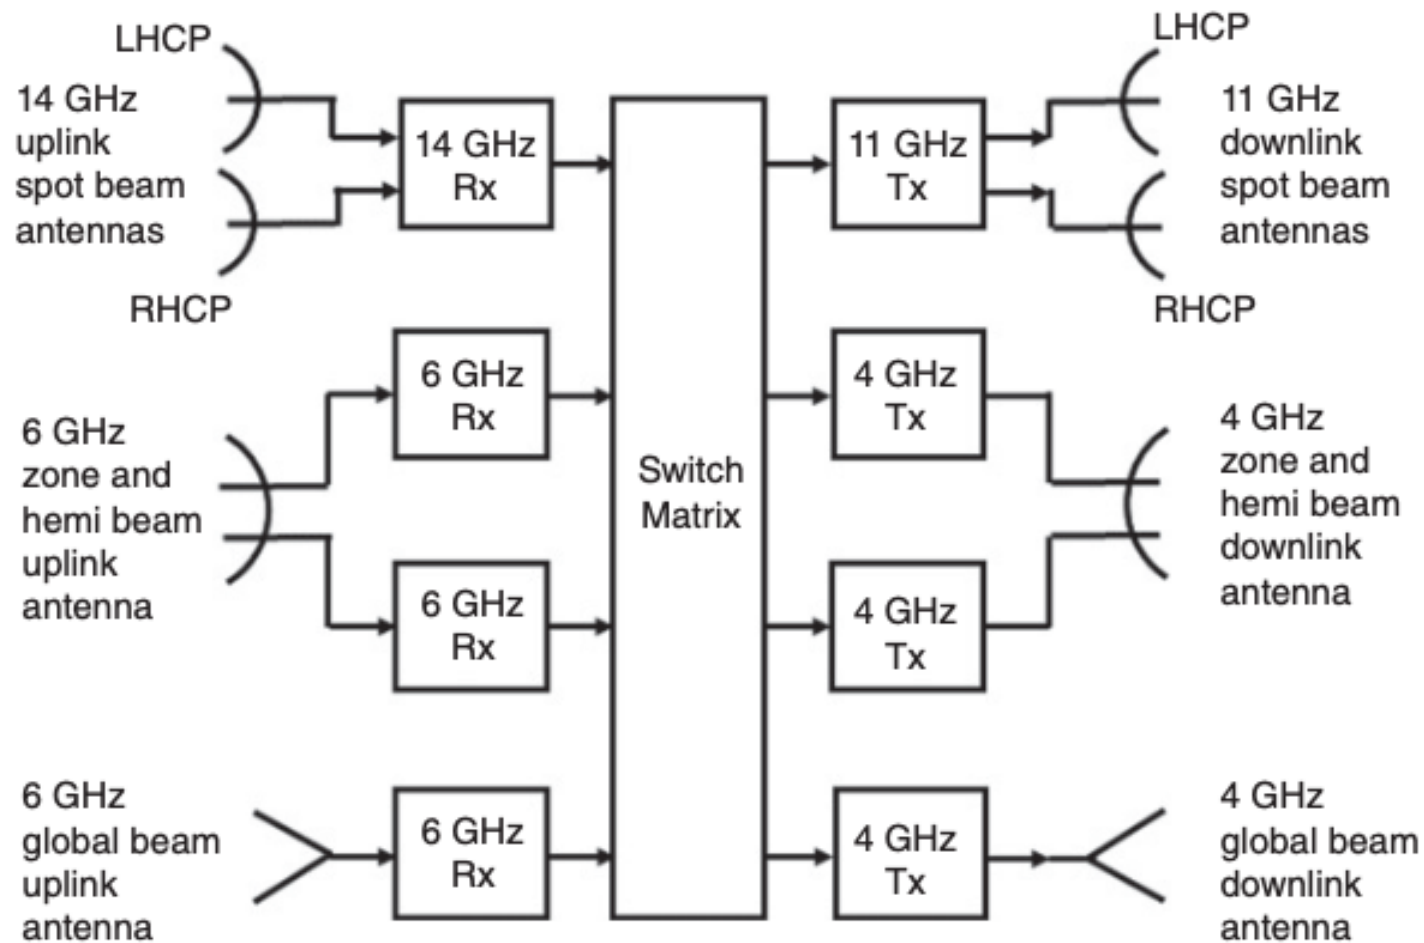 LHCP
14 GHz
uplink
spot beam
antennas
RHCP
14 GHz
Rx
11 GHz
Tx
LHCP
11 GHz
downlink
spot beam
antennas
RHCP
6 GHz
zone and
hemi beam
uplink
antenna
6 GHz
Rx
6 GHz
Rx
Switch
Matrix
4 GHz
Tx
4 GHz
Tx
4 GHz
zone and
hemi beam
downlink
antenna
6 GHz
global beam
uplink
antenna
6 GHz
Rx
4 GHz
Tx
4 GHz
global beam
downlink
antenna